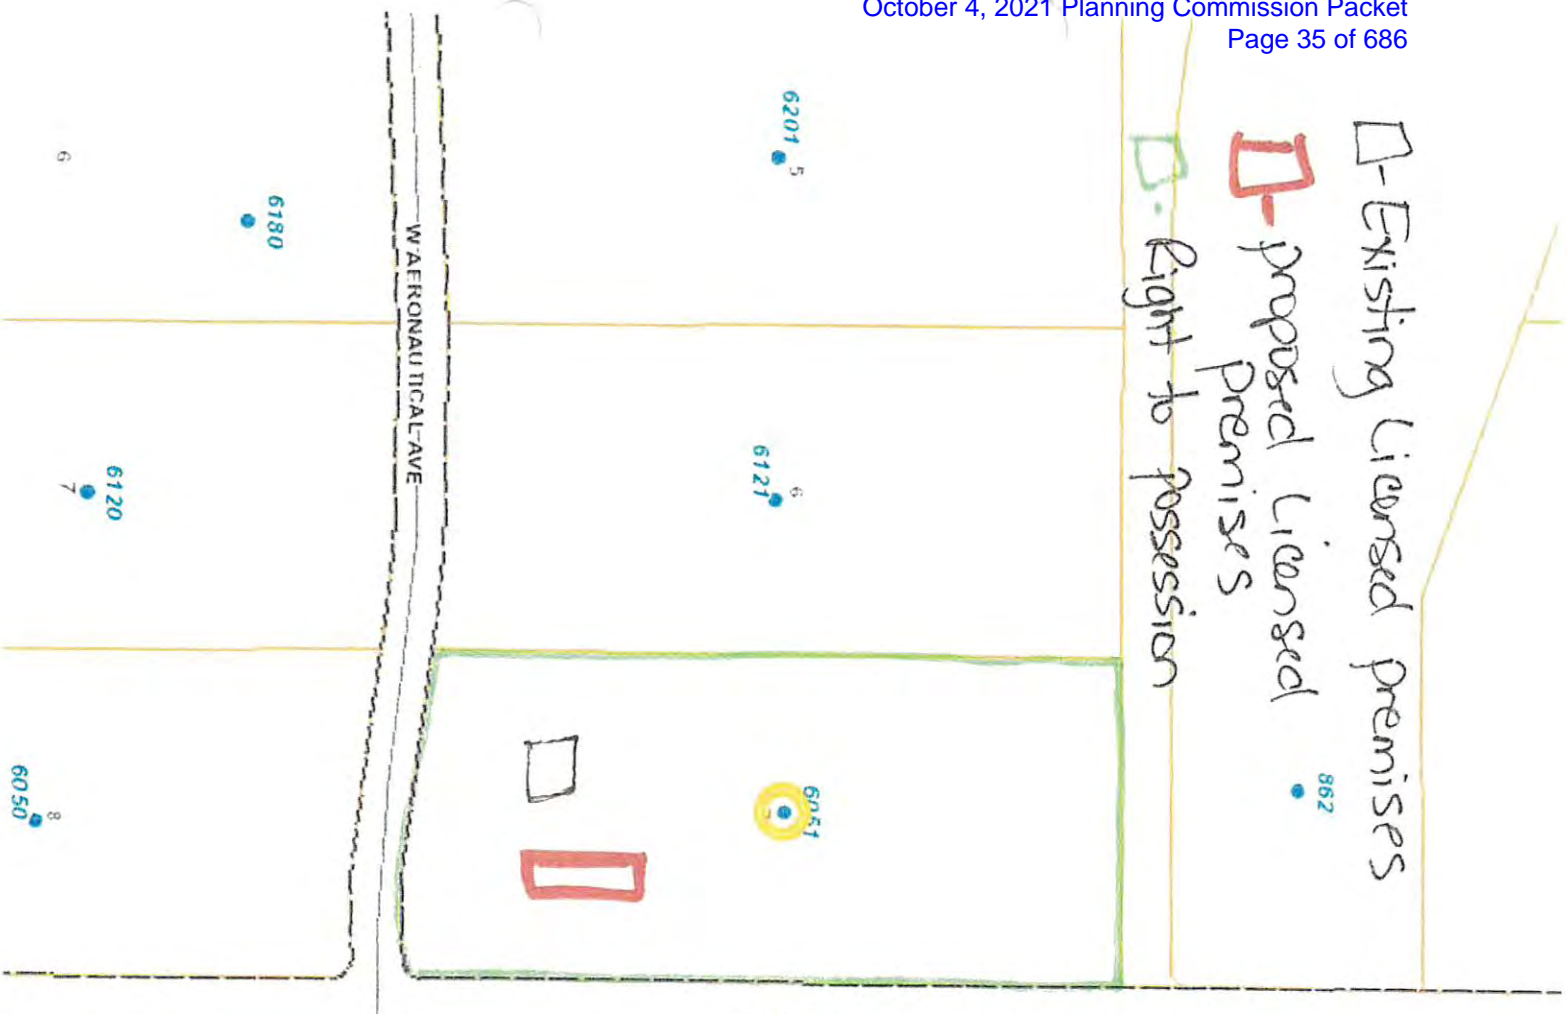 October 4, 2021 Planning Commission Packet
Page 35 of 686
- Existing Licensed premises
- proposed Licensed
premises
- Right to possession
862
6201
5
6121
6
6051
7
W AERONAUTICAL AVE
6180
6
6120
7
6050
8